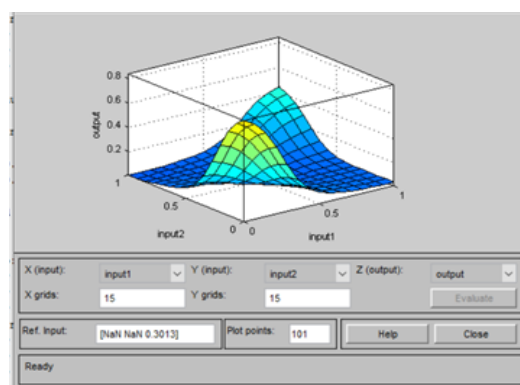 0.8
0.6
0.4
0.2
output
1
0.5
0
input2
0
0.5
1
input1
X (input): input1 Y (input): input2 Z (output): output
X grids: 15 Y grids: 15 Evaluate
Ref. Input: [NaN NaN 0.3013] Plot points: 101 Help Close
Ready